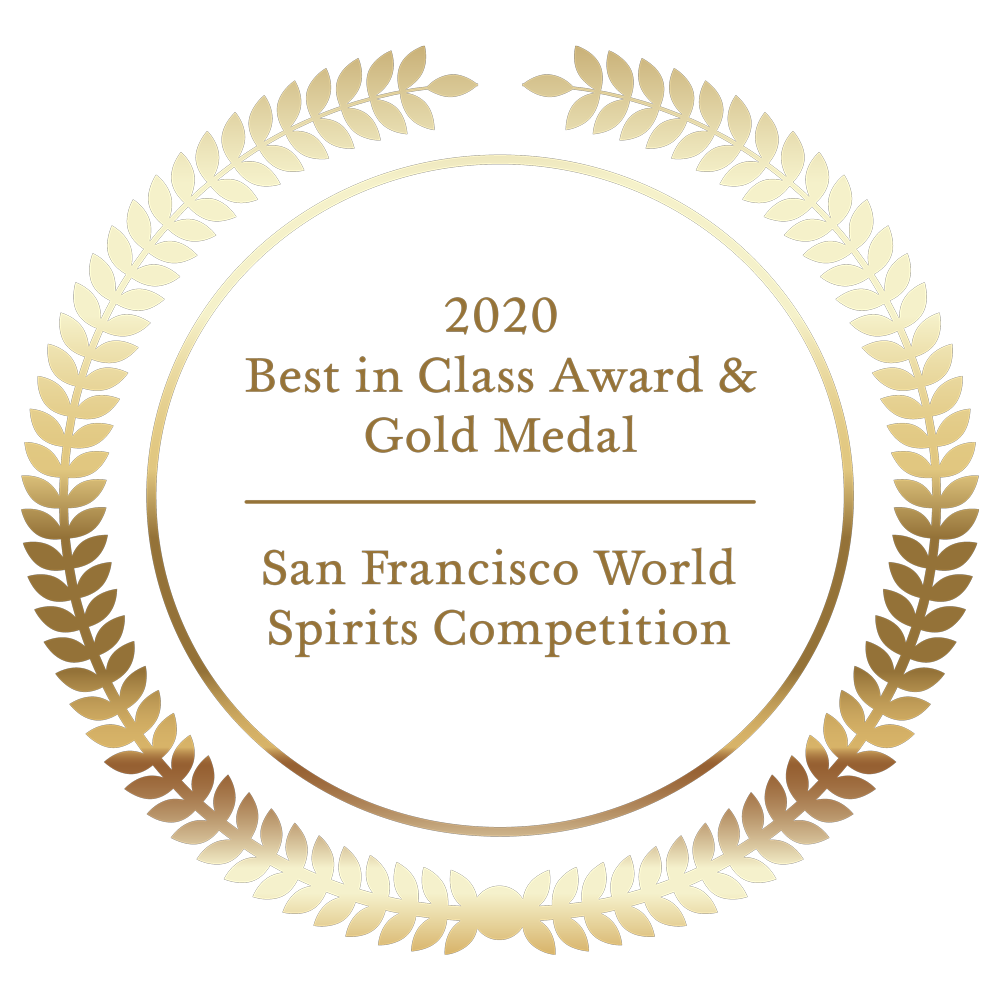 2020
Best in Class Award &
Gold Medal
San Francisco World
Spirits Competition